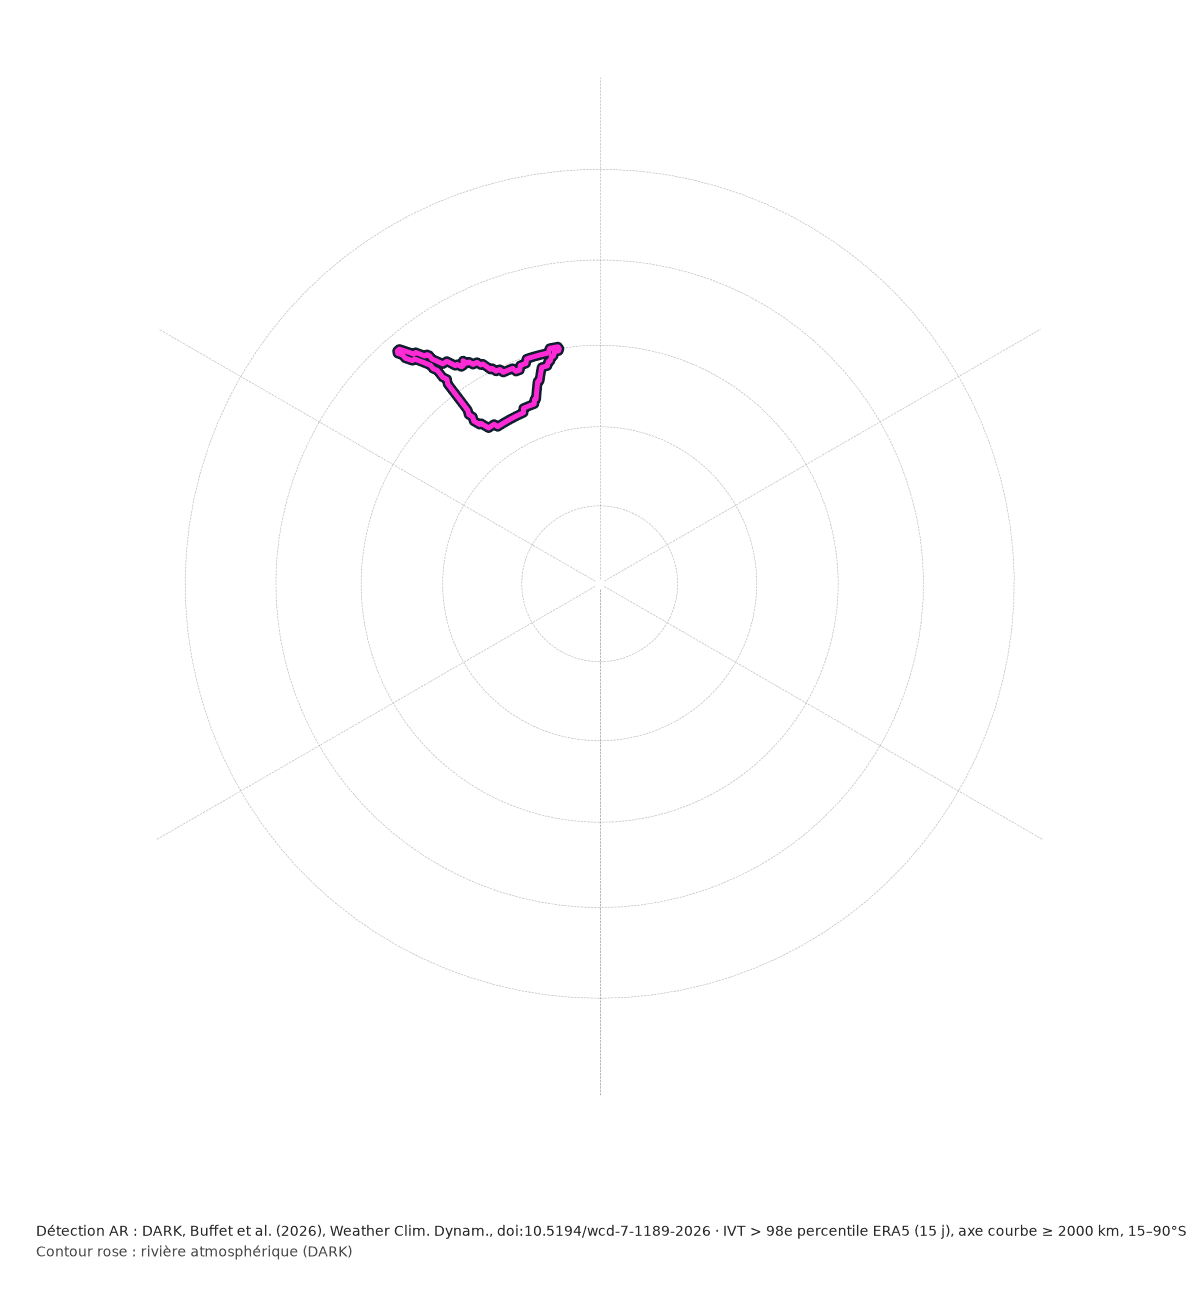 Détection AR : DARK, Buffet et al. (2026), Weather Clim. Dynam., doi:10.5194/wcd-7-1189-2026 · IVT > 98e percentile ERA5 (15 j), axe courbe ≥ 2000 km, 15–90°S
Contour rose : rivière atmosphérique (DARK)